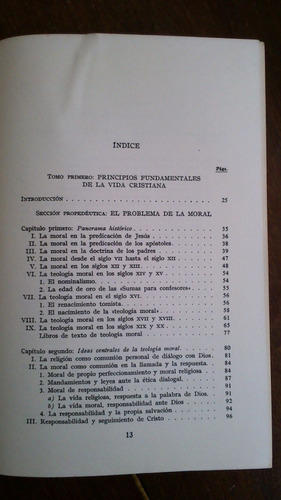 ÍNDICE
Págs.
TOMO PRIMERO: PRINCIPIOS FUNDAMENTALES
DE LA VIDA CRISTIANA
INTRODUCCIÓN . . . 25
SECCIÓN PROPEDÉUTICA: EL PROBLEMA DE LA MORAL
Capítulo primero: Panorama histórico . . . 35
I. La moral en la predicación de Jesús . . . 36
II. La moral en la predicación de los apóstoles . . . 38
III. La moral en la doctrina de los padres . . . 39
IV. La moral desde el siglo VII hasta el siglo XII . . . 47
V. La moral en los siglos XII y XIII . . . 48
VI. La teología moral en los siglos XIV y XV . . . 54
1. El nominalismo . . . 54
2. La edad de oro de las «Sumas para confesores» . . . 55
VII. La teología moral en el siglo XVI . . . 56
1. El renacimiento tomista . . . 56
2. El nacimiento de la «teología moral» . . . 57
VIII. La teología moral en los siglos XVII y XVIII . . . 61
IX. La teología moral en los siglos XIX y XX . . . 65
Libros de texto de teología moral . . . 77
Capítulo segundo: Ideas centrales de la teología moral . . . 80
I. La religión como comunión personal de diálogo con Dios . . . 81
II. La moral como comunión en la llamada y la respuesta . . . 84
1. Moral de propio perfeccionamiento y moral religiosa . . . 84
2. Mandamientos y leyes ante la ética dialogal . . . 87
3. Moral de responsabilidad . . . 91
a) La vida religiosa, respuesta a la palabra de Dios . . . 91
b) La vida moral, responsabilidad ante Dios . . . 92
4. La responsabilidad y la propia salvación . . . 94
III. Responsabilidad y seguimiento de Cristo . . . 96
13